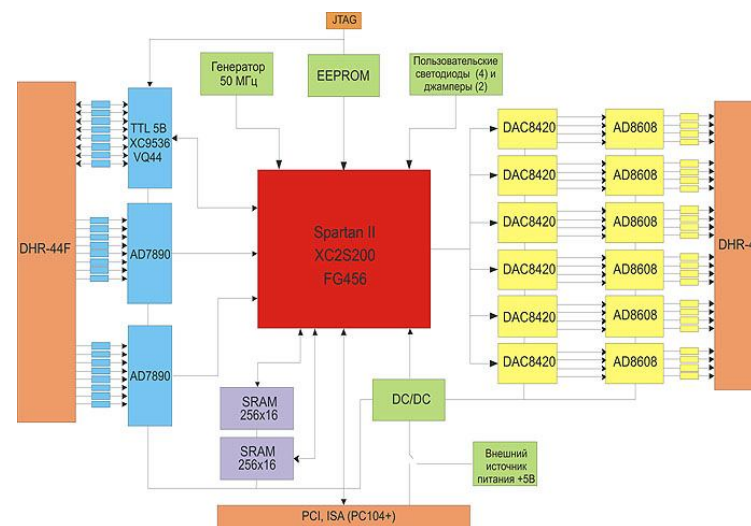 JTAG
Генератор
50 МГц
EEPROM
Пользовательские
светодиоды (4) и
джамперы (2)
DHR-44F
TTL 5В
XC9536
VQ44
AD7890
AD7890
Spartan II
XC2S200
FG456
DAC8420
AD8608
DAC8420
AD8608
DAC8420
AD8608
DAC8420
AD8608
DAC8420
AD8608
DAC8420
AD8608
DHR-4
SRAM
256x16
SRAM
256x16
DC/DC
Внешний
источник
питания +5В
PCI, ISA (PC104+)